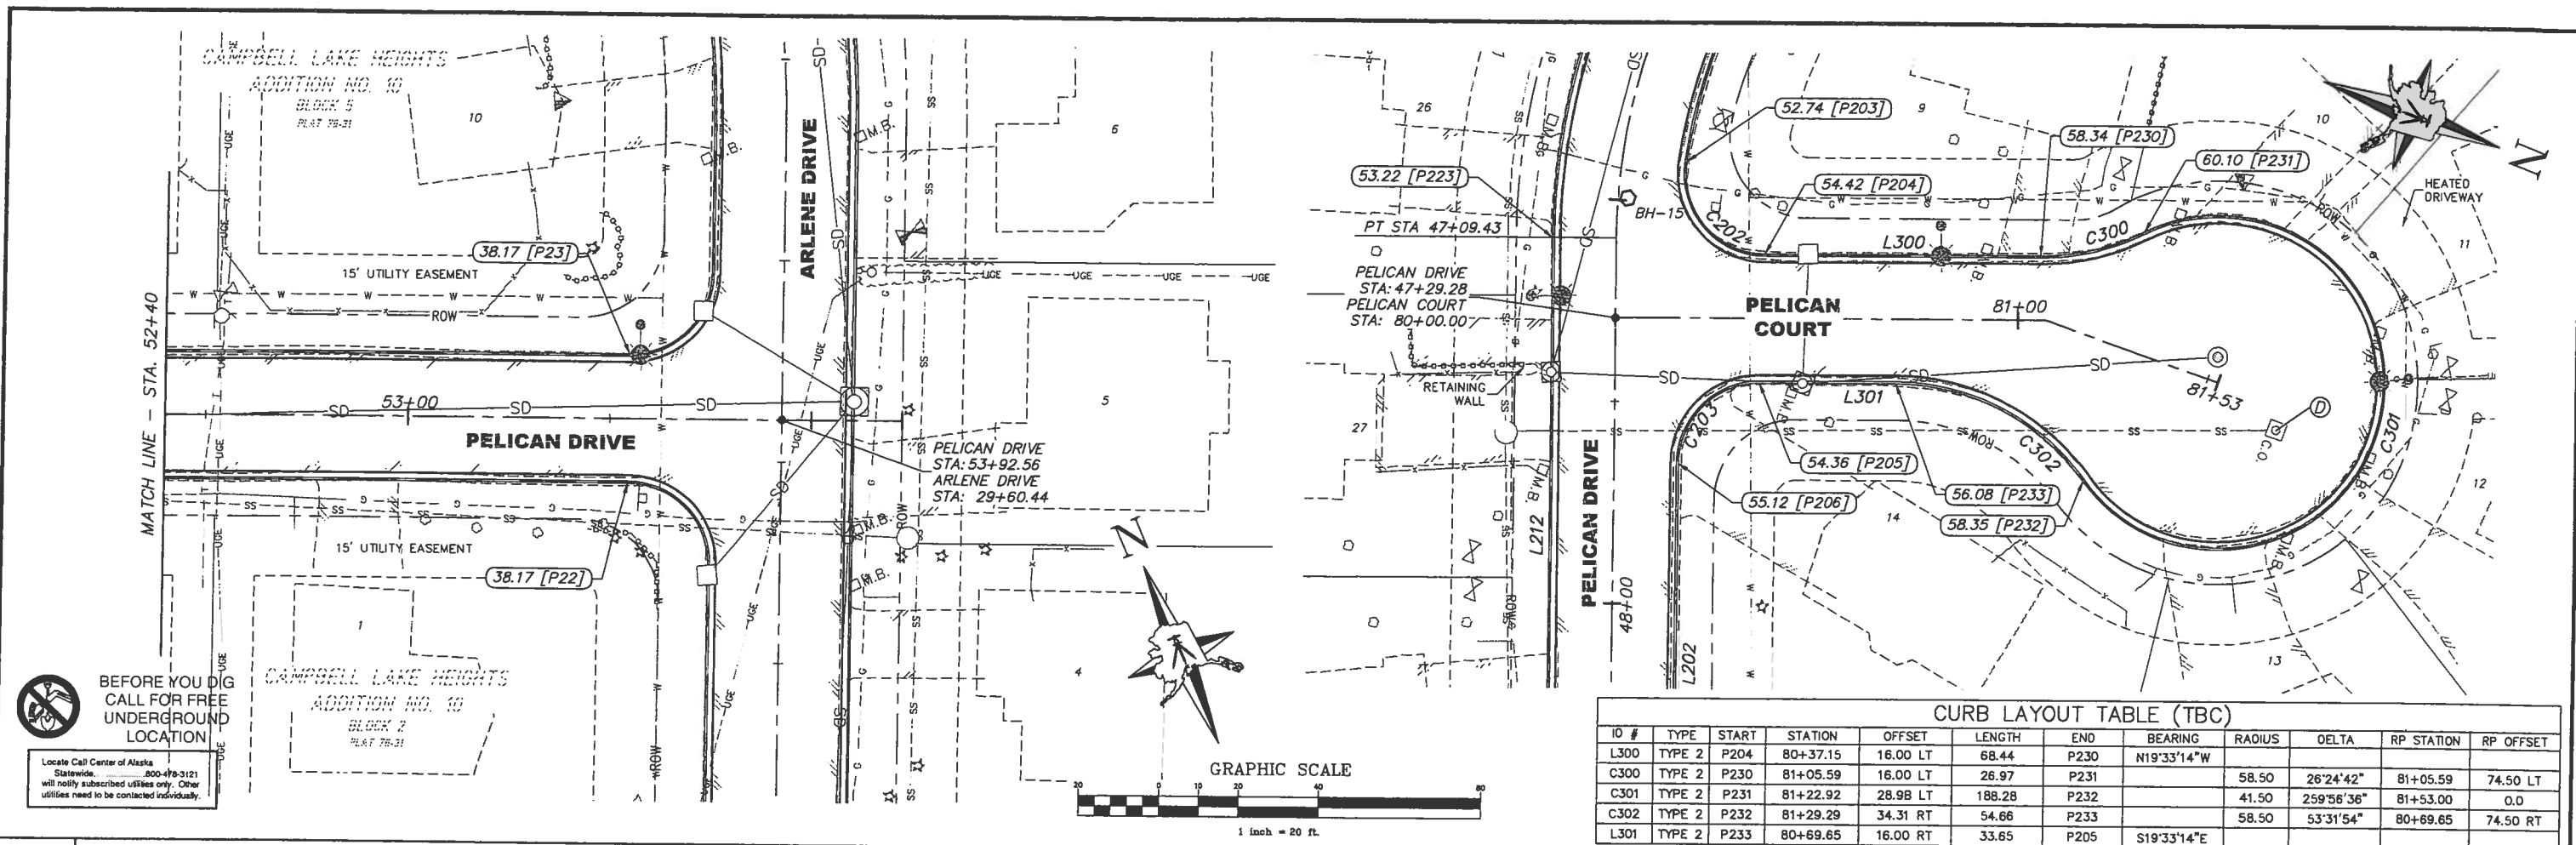 CAMPBELL LAKE HEIGHTS
ADDITION NO. 10
BLOCK 5
PLAT 78-31
10
M.B.
38.17 [P23]
15' UTILITY EASEMENT
ROW
MATCH LINE - STA. 52+40
53+00
SD
PELICAN DRIVE
ARLENE DRIVE
UGE
SS
W
G
6
5
4
PELICAN DRIVE
STA: 53+92.56
ARLENE DRIVE
STA: 29+60.44
15' UTILITY EASEMENT
38.17 [P22]
1
CAMPBELL LAKE HEIGHTS
ADDITION NO. 10
BLOCK 2
PLAT 78-31
BEFORE YOU DIG
CALL FOR FREE
UNDERGROUND
LOCATION
Locate Call Center of Alaska
Statewide..............800-478-3121
will notify subscribed utilities only. Other
utilities need to be contacted individually.
N
GRAPHIC SCALE
20 0 10 20 40 80
1 inch = 20 ft.
26
52.74 [P203]
9
58.34 [P230]
10
60.10 [P231]
N
53.22 [P223]
54.42 [P204]
HEATED
DRIVEWAY
BH-15
PT STA 47+09.43
C202
L300
C300
ROW
11
PELICAN DRIVE
STA: 47+29.28
PELICAN COURT
STA: 80+00.00
PELICAN
COURT
81+00
81+53
RETAINING
WALL
L301
C203
C302
C301
D
C.O.
M.B.
27
54.36 [P205]
55.12 [P206]
56.08 [P233]
58.35 [P232]
14
12
13
L212
PELICAN DRIVE
48+00
L202
CURB LAYOUT TABLE (TBC)
ID # TYPE START STATION OFFSET LENGTH END BEARING RADIUS DELTA RP STATION RP OFFSET
L300 TYPE 2 P204 80+37.15 16.00 LT 68.44 P230 N19°33'14"W
C300 TYPE 2 P230 81+05.59 16.00 LT 26.97 P231 58.50 26°24'42" 81+05.59 74.50 LT
C301 TYPE 2 P231 81+22.92 28.98 LT 188.28 P232 41.50 259°56'36" 81+53.00 0.0
C302 TYPE 2 P232 81+29.29 34.31 RT 54.66 P233 58.50 53°31'54" 80+69.65 74.50 RT
L301 TYPE 2 P233 80+69.65 16.00 RT 33.65 P205 S19°33'14"E